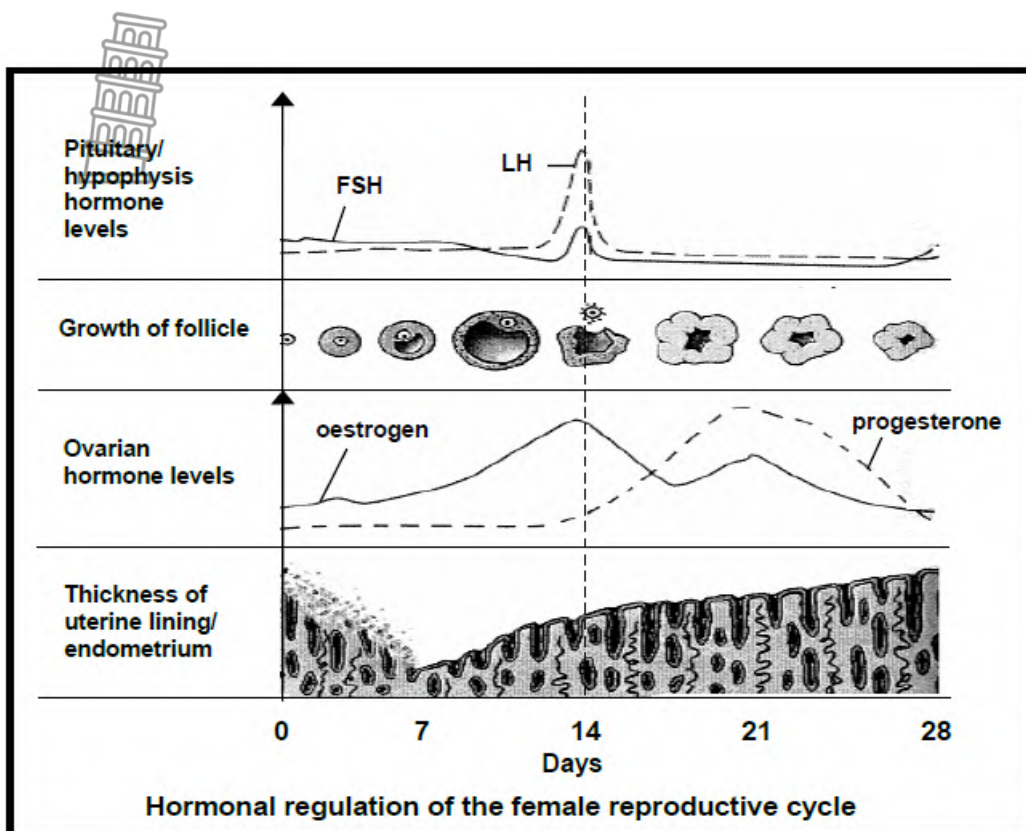 Pituitary/
hypophysis
hormone
levels
FSH
LH
Growth of follicle
Ovarian
hormone levels
oestrogen
progesterone
Thickness of
uterine lining/
endometrium
0 7 14 21 28
Days
Hormonal regulation of the female reproductive cycle